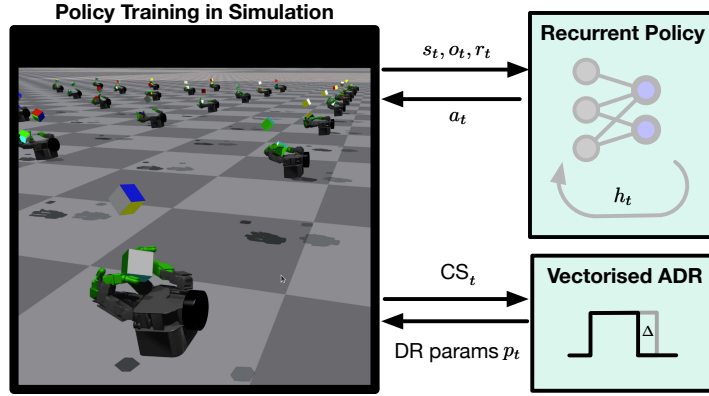 Policy Training in Simulation
s_t, o_t, r_t
a_t
Recurrent Policy
h_t
CS_t
DR params p_t
Vectorised ADR
Δ